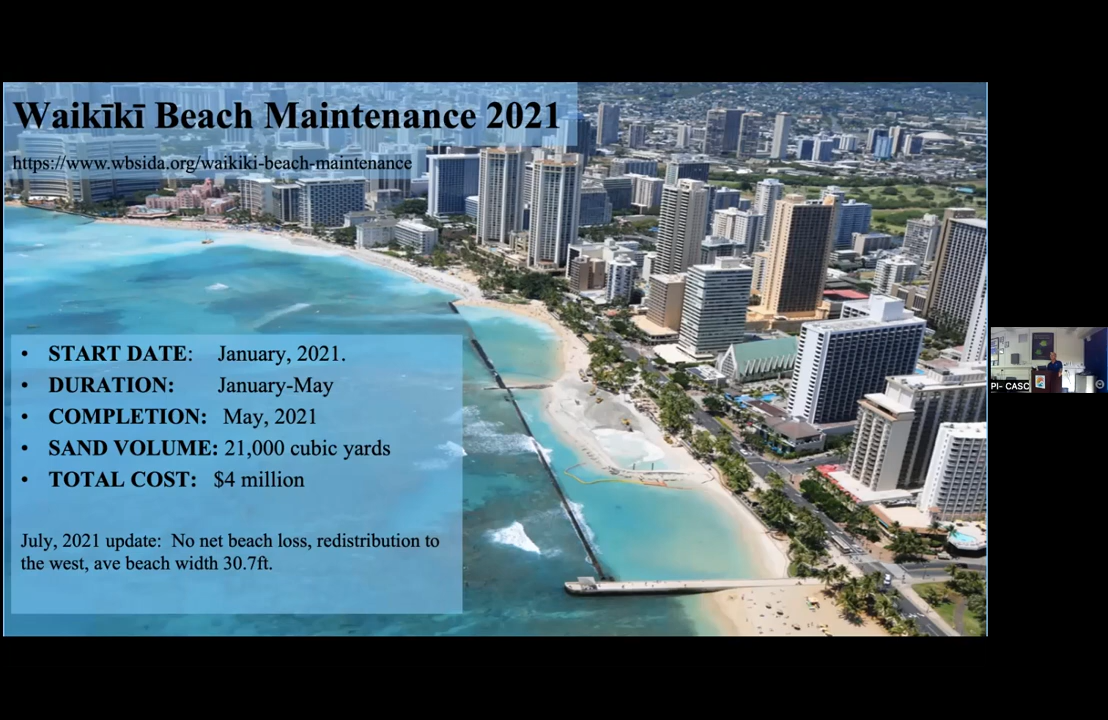 Waikīkī Beach Maintenance 2021
https://www.wbsida.org/waikiki-beach-maintenance
• START DATE: January, 2021.
• DURATION: January-May
• COMPLETION: May, 2021
• SAND VOLUME: 21,000 cubic yards
• TOTAL COST: $4 million
July, 2021 update: No net beach loss, redistribution to
the west, ave beach width 30.7ft.
PI- CASC